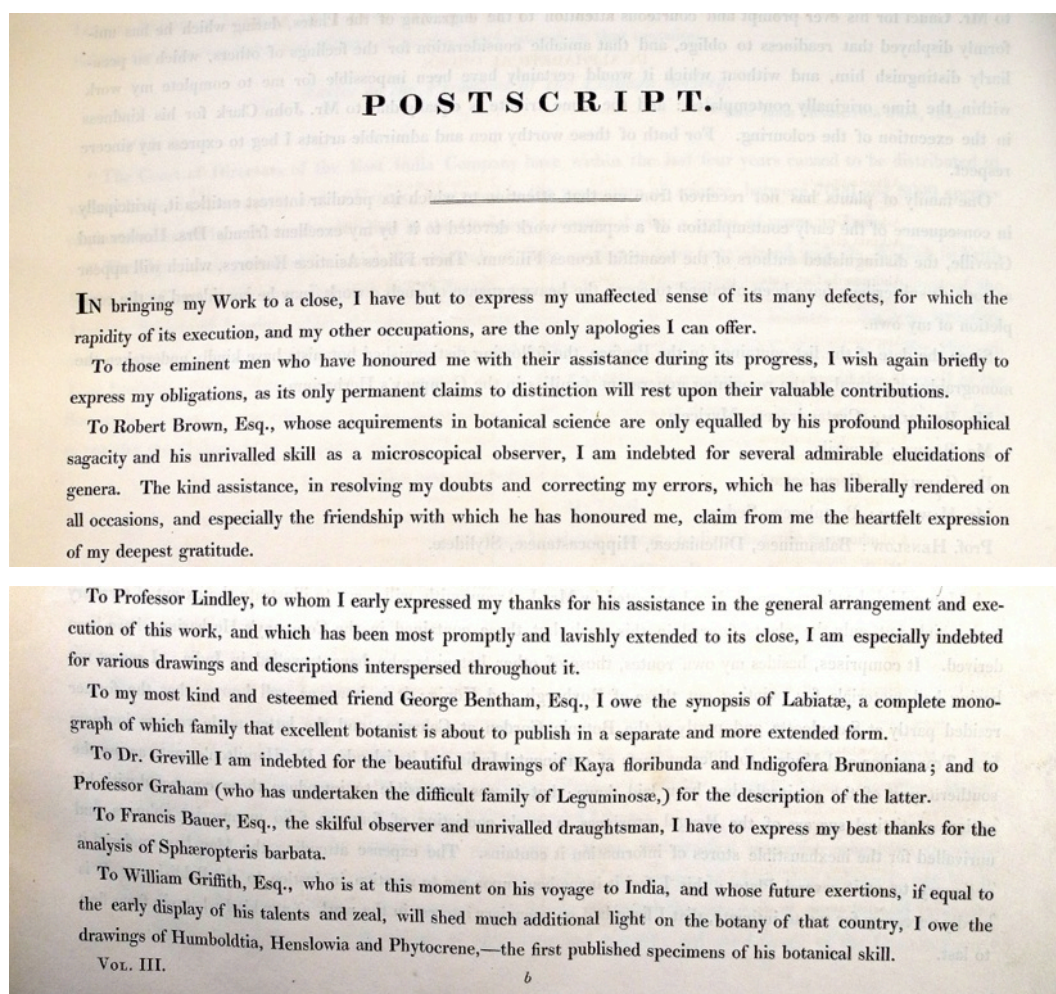 POSTSCRIPT.
IN bringing my Work to a close, I have but to express my unaffected sense of its many defects, for which the
rapidity of its execution, and my other occupations, are the only apologies I can offer.
To those eminent men who have honoured me with their assistance during its progress, I wish again briefly to
express my obligations, as its only permanent claims to distinction will rest upon their valuable contributions.
To Robert Brown, Esq., whose acquirements in botanical science are only equalled by his profound philosophical
sagacity and his unrivalled skill as a microscopical observer, I am indebted for several admirable elucidations of
genera. The kind assistance, in resolving my doubts and correcting my errors, which he has liberally rendered on
all occasions, and especially the friendship with which he has honoured me, claim from me the heartfelt expression
of my deepest gratitude.
To Professor Lindley, to whom I early expressed my thanks for his assistance in the general arrangement and exe-
cution of this work, and which has been most promptly and lavishly extended to its close, I am especially indebted
for various drawings and descriptions interspersed throughout it.
To my most kind and esteemed friend George Bentham, Esq., I owe the synopsis of Labiatæ, a complete mono-
graph of which family that excellent botanist is about to publish in a separate and more extended form.
To Dr. Greville I am indebted for the beautiful drawings of Kaya floribunda and Indigofera Brunoniana; and to
Professor Graham (who has undertaken the difficult family of Leguminosæ,) for the description of the latter.
To Francis Bauer, Esq., the skilful observer and unrivalled draughtsman, I have to express my best thanks for the
analysis of Sphæropteris barbata.
To William Griffith, Esq., who is at this moment on his voyage to India, and whose future exertions, if equal to
the early display of his talents and zeal, will shed much additional light on the botany of that country, I owe the
drawings of Humboldtia, Henslowia and Phytocrene,—the first published specimens of his botanical skill.
VOL. III.
b